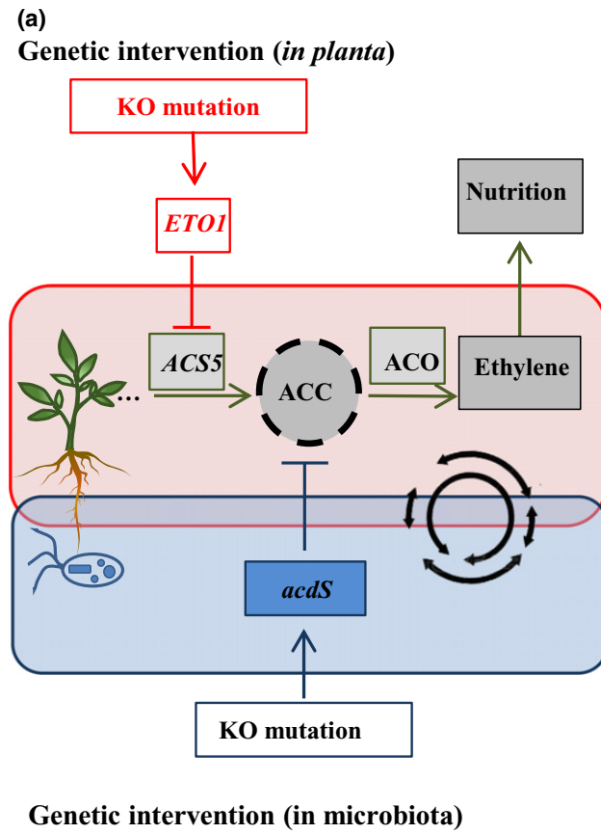 (a)
Genetic intervention (in planta)
KO mutation
ETO1
Nutrition
... ACS5
ACC
ACO
Ethylene
acdS
KO mutation
Genetic intervention (in microbiota)